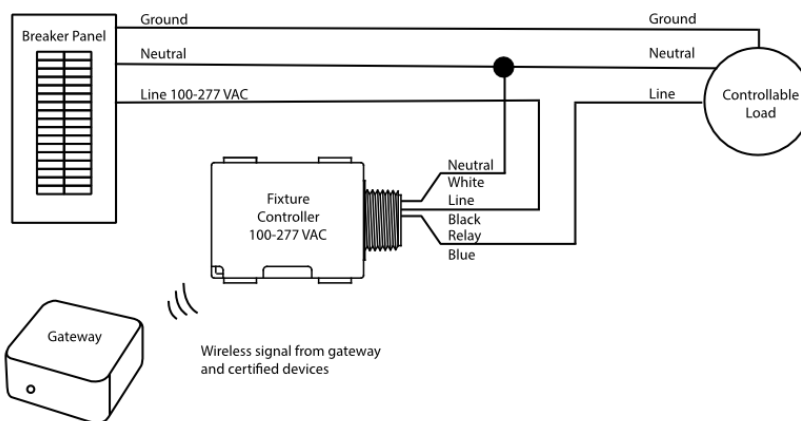 Ground
Ground
Breaker Panel
Neutral
Neutral
Line 100-277 VAC
Line
Controllable
Load
Neutral
White
Line
Black
Relay
Blue
Fixture
Controller
100-277 VAC
Gateway
Wireless signal from gateway
and certified devices